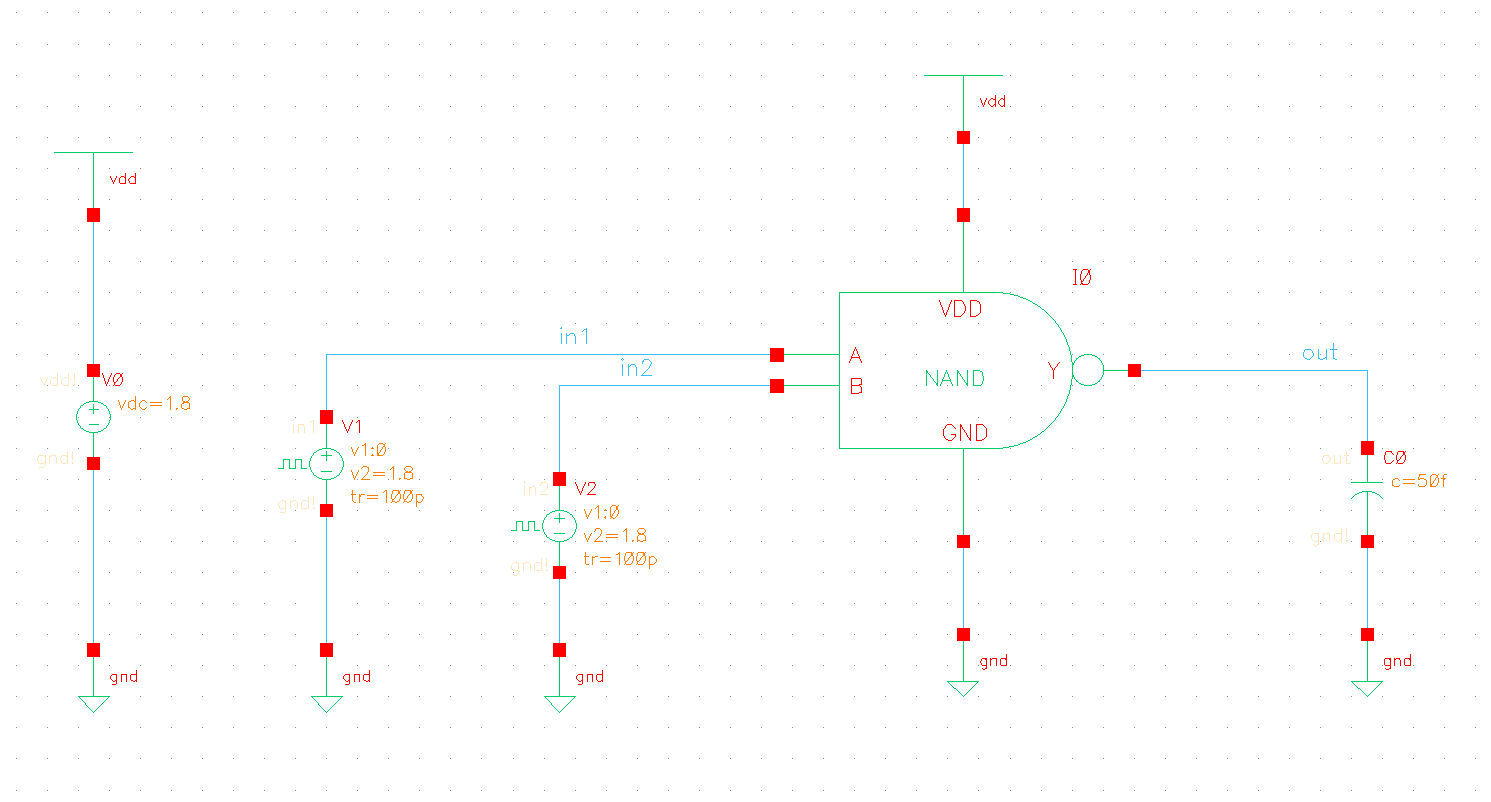 vdd
vdd
I0
VDD
in1
A
out
in2
B
NAND
Y
GND
vdd!
V0
vdc=1.8
gnd!
in1
V1
v1:0
v2=1.8
tr=100p
gnd!
in2
V2
v1:0
v2=1.8
tr=100p
gnd!
out
C0
c=50f
gnd!
gnd
gnd
gnd
gnd
gnd